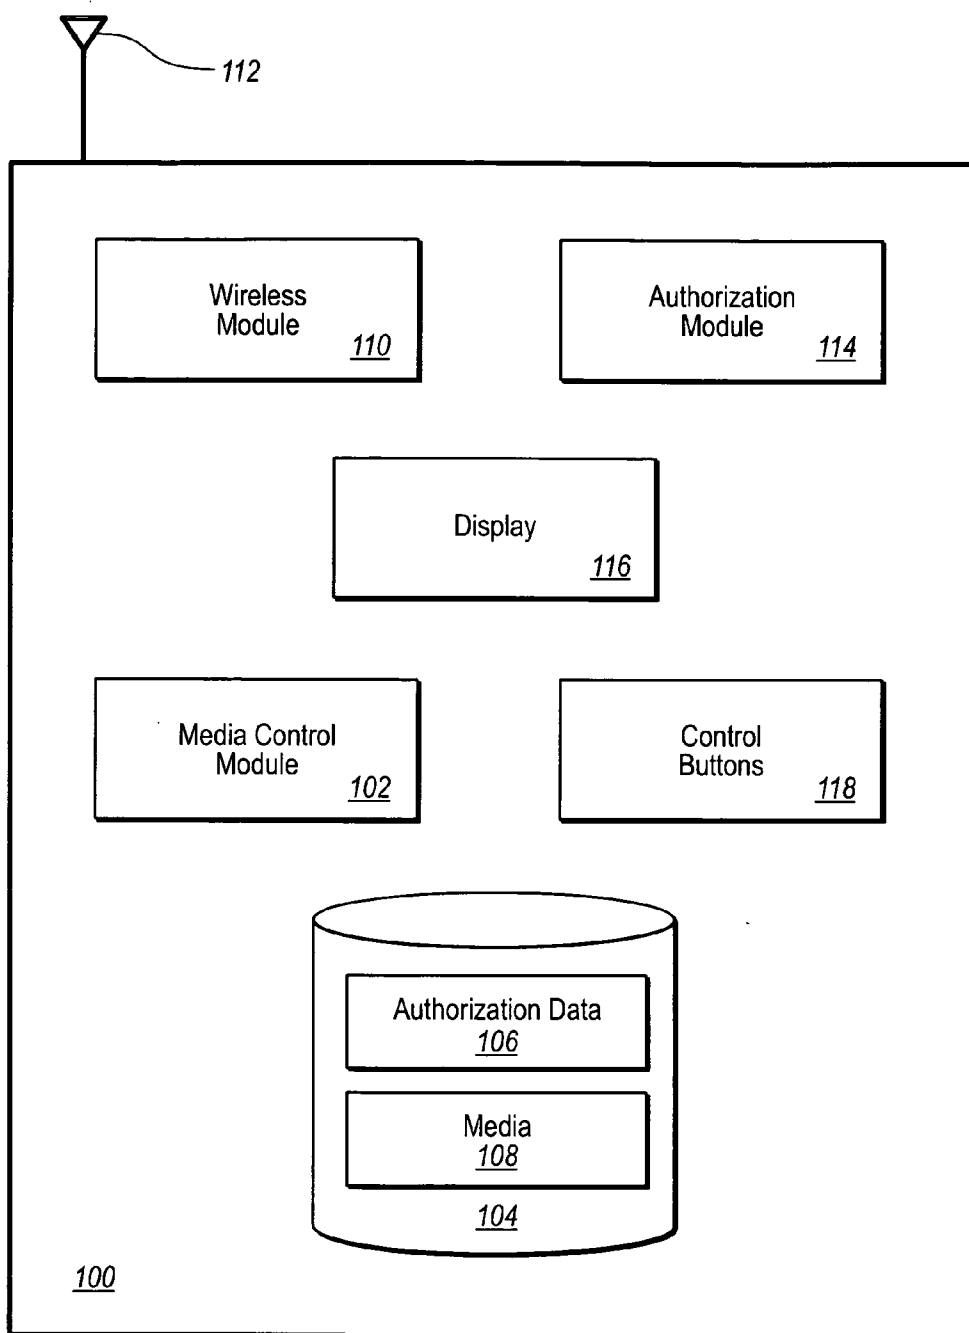 112
Wireless
Module
110
Authorization
Module
114
Display
116
Media Control
Module
102
Control
Buttons
118
Authorization Data
106
Media
108
104
100